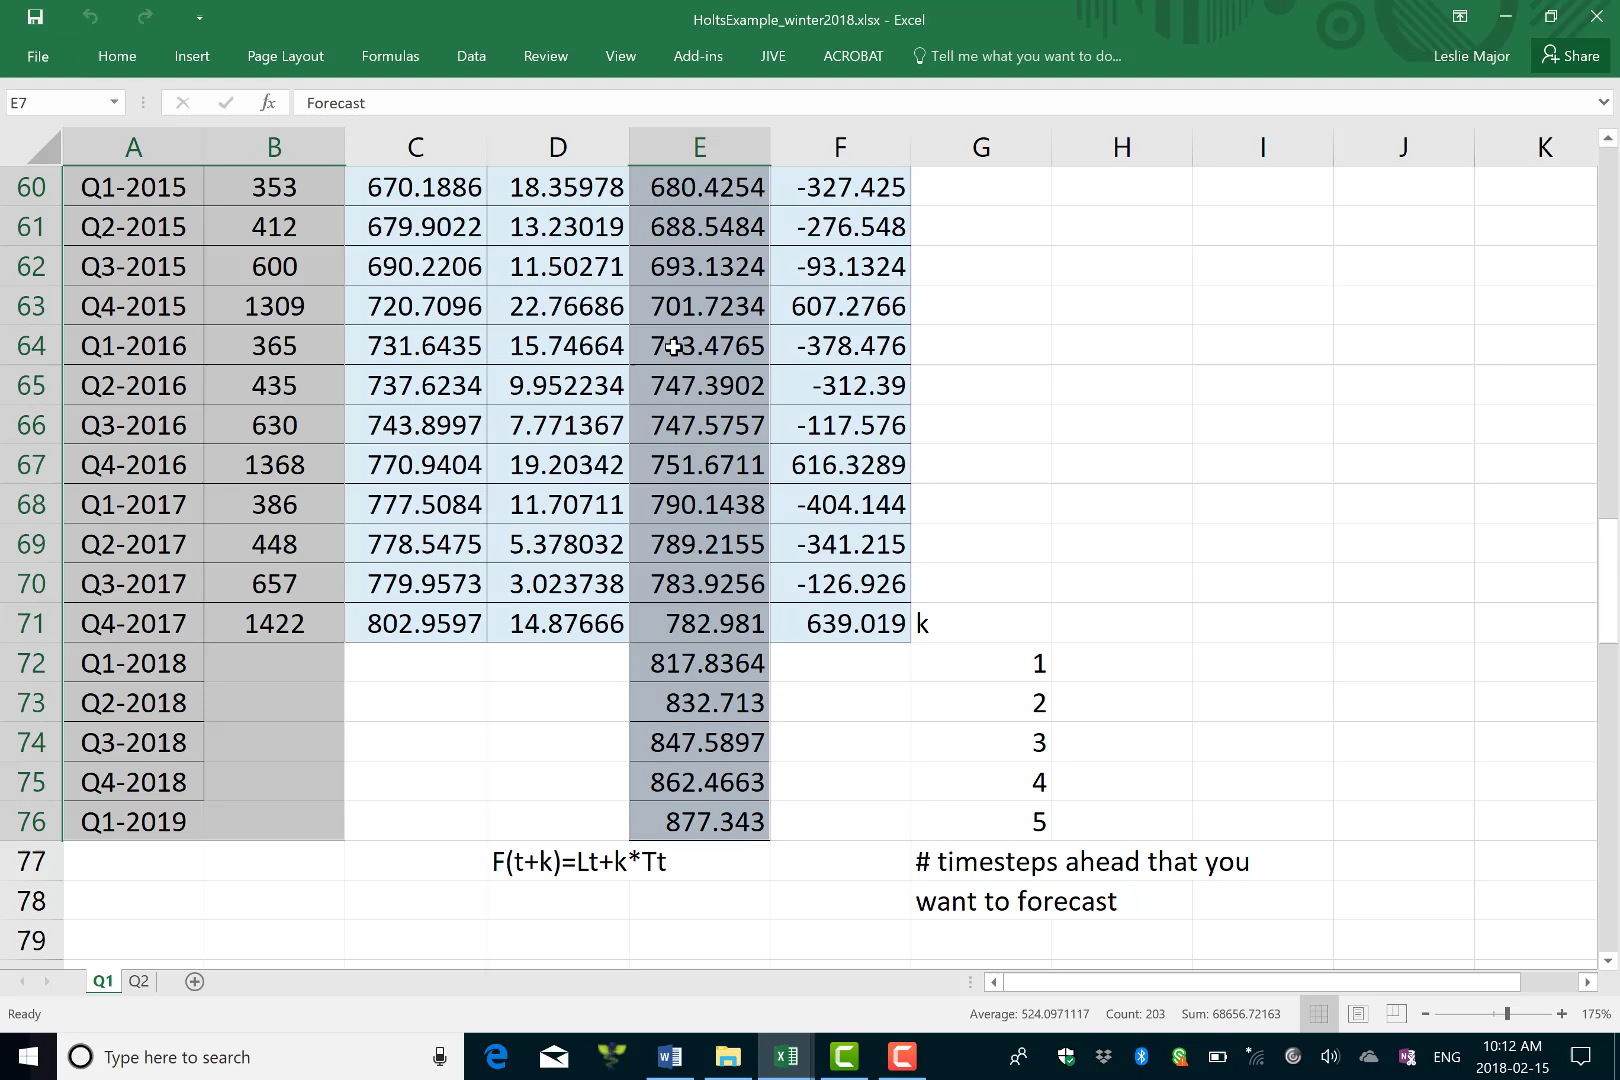 HoltsExample_winter2018.xlsx - Excel
File Home Insert Page Layout Formulas Data Review View Add-ins JIVE ACROBAT Tell me what you want to do... Leslie Major Share
E7 fx Forecast
A B C D E F G H I J K
60 Q1-2015 353 670.1886 18.35978 680.4254 -327.425
61 Q2-2015 412 679.9022 13.23019 688.5484 -276.548
62 Q3-2015 600 690.2206 11.50271 693.1324 -93.1324
63 Q4-2015 1309 720.7096 22.76686 701.7234 607.2766
64 Q1-2016 365 731.6435 15.74664 -378.476
65 Q2-2016 435 737.6234 9.952234 747.3902 -312.39
66 Q3-2016 630 743.8997 7.771367 747.5757 -117.576
67 Q4-2016 1368 770.9404 19.20342 751.6711 616.3289
68 Q1-2017 386 777.5084 11.70711 790.1438 -404.144
69 Q2-2017 448 778.5475 5.378032 789.2155 -341.215
70 Q3-2017 657 779.9573 3.023738 783.9256 -126.926
71 Q4-2017 1422 802.9597 14.87666 782.981 639.019 k
72 Q1-2018 817.8364 1
73 Q2-2018 832.713 2
74 Q3-2018 847.5897 3
75 Q4-2018 862.4663 4
76 Q1-2019 877.343 5
77 F(t+k)=Lt+k*Tt # timesteps ahead that you
78 want to forecast
79
Q1 Q2
Ready Average: 524.0971117 Count: 203 Sum: 68656.72163 175%
Type here to search ENG 10:12 AM
2018-02-15